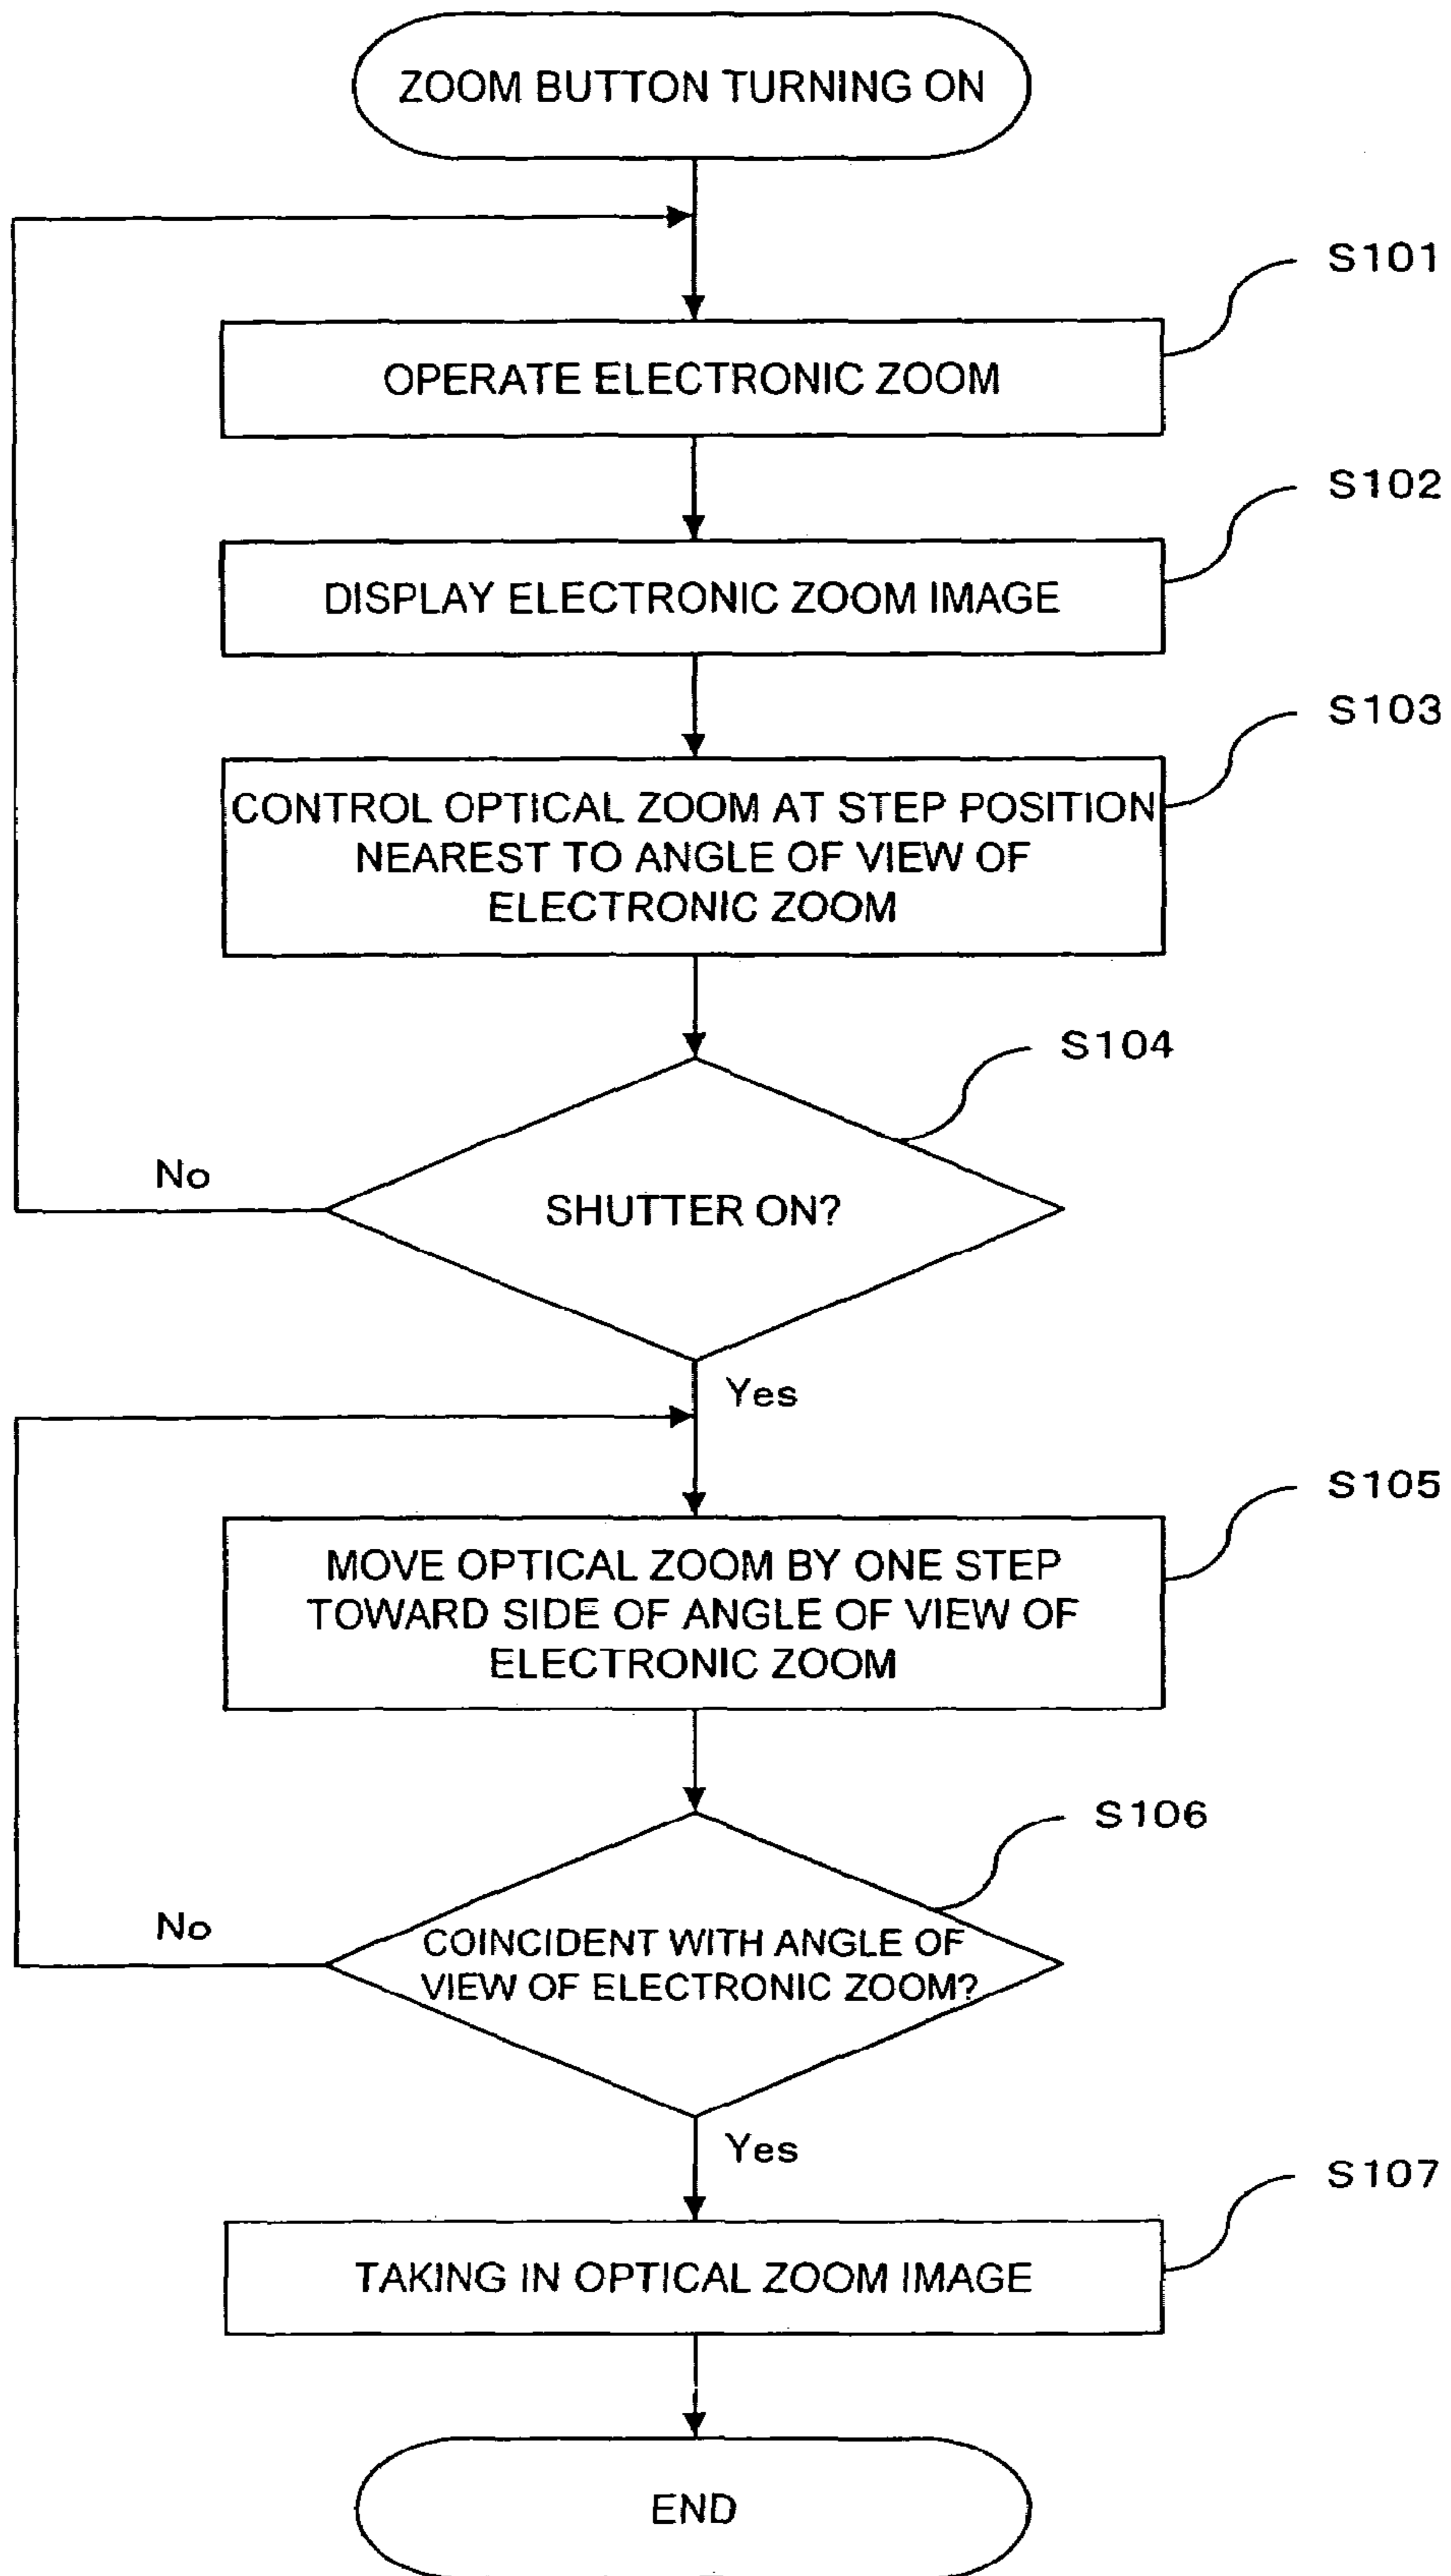 ZOOM BUTTON TURNING ON
S101
OPERATE ELECTRONIC ZOOM
S102
DISPLAY ELECTRONIC ZOOM IMAGE
S103
CONTROL OPTICAL ZOOM AT STEP POSITION
NEAREST TO ANGLE OF VIEW OF
ELECTRONIC ZOOM
S104
No
SHUTTER ON?
Yes
S105
MOVE OPTICAL ZOOM BY ONE STEP
TOWARD SIDE OF ANGLE OF VIEW OF
ELECTRONIC ZOOM
S106
No
COINCIDENT WITH ANGLE OF
VIEW OF ELECTRONIC ZOOM?
Yes
S107
TAKING IN OPTICAL ZOOM IMAGE
END